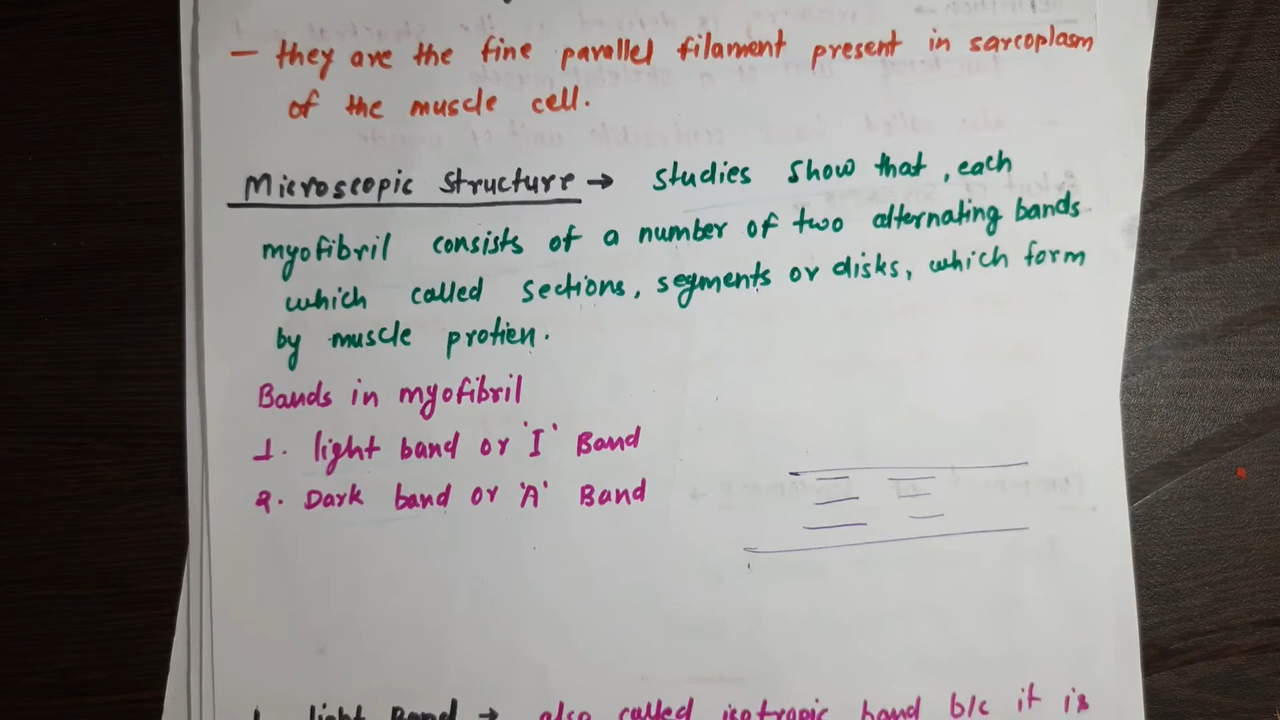 – they are the fine parallel filament present in sarcoplasm
of the muscle cell.
Microscopic structure → studies show that, each
myofibril consists of a number of two alternating bands
which called sections, segments or disks, which form
by muscle protien.
Bands in myofibril
1. light band or 'I' Band
2. Dark band or 'A' Band
1. light Band → also called isotropic band b/c it is